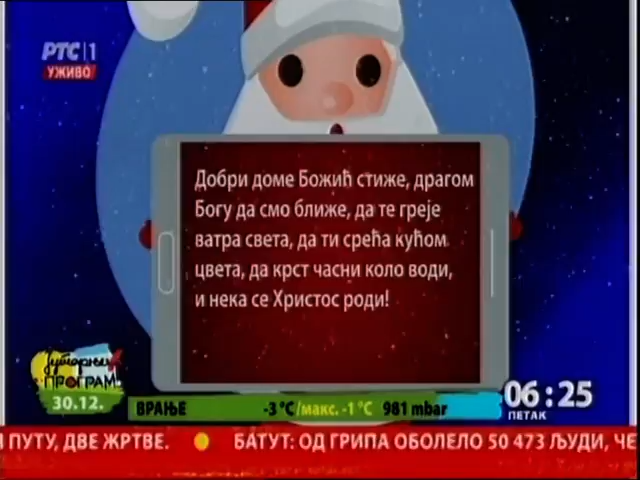 РТС 1
УЖИВО
Добри доме Божић стиже, драгом
Богу да смо ближе, да те греје
ватра света, да ти срећа кућом
цвета, да крст часни коло води,
и нека се Христос роди!
Јутарњи
ПРОГРАМ
30.12.
ВРАЊЕ -3 °C/макс. -1 °C 981 mbar
06:25
ПЕТАК
И ПУТУ, ДВЕ ЖРТВЕ. БАТУТ: ОД ГРИПА ОБОЛЕЛО 50 473 ЉУДИ, ЧЕ